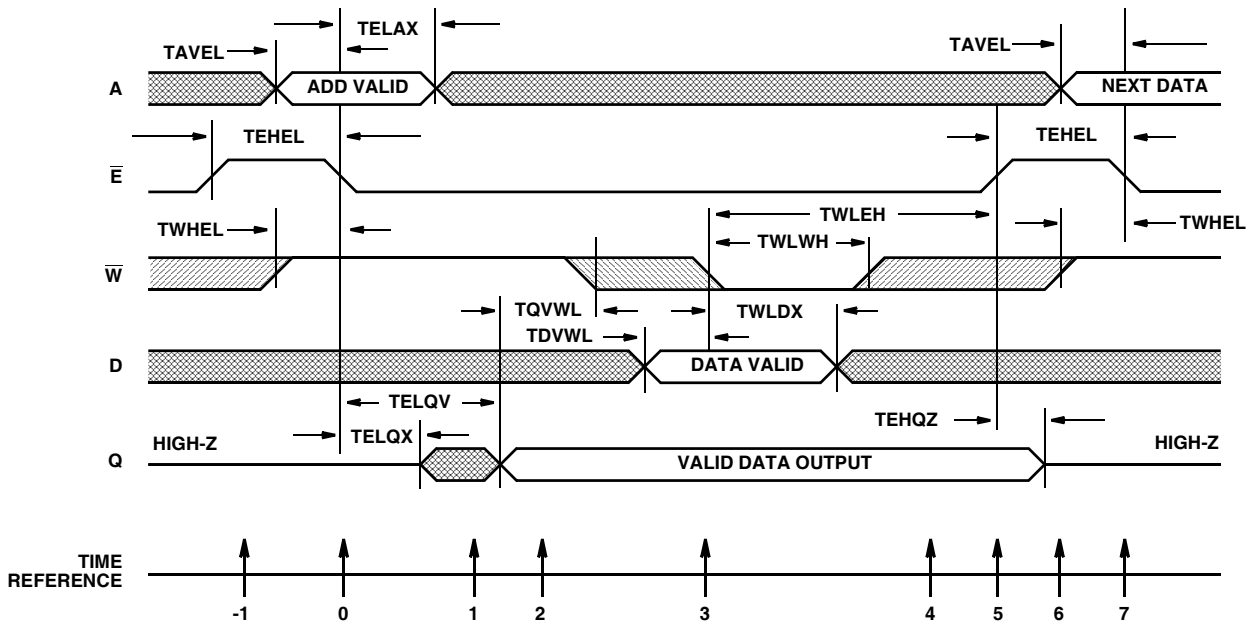 TELAX
TAVEL
TAVEL
A
ADD VALID
NEXT DATA
TEHEL
TEHEL
E
TWLEH
TWHEL
TWHEL
TWLWH
W
TQVWL
TWLDX
TDVWL
D
DATA VALID
TELQV
TEHQZ
TELQX
HIGH-Z
HIGH-Z
Q
VALID DATA OUTPUT
TIME
REFERENCE
-1 0 1 2 3 4 5 6 7